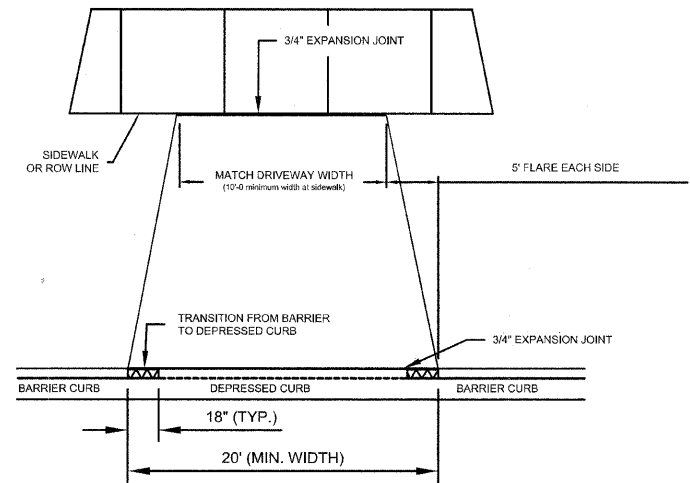 3/4" EXPANSION JOINT
SIDEWALK
OR ROW LINE
MATCH DRIVEWAY WIDTH
(10'-0 minimum width at sidewalk)
5' FLARE EACH SIDE
TRANSITION FROM BARRIER
TO DEPRESSED CURB
3/4" EXPANSION JOINT
BARRIER CURB
DEPRESSED CURB
BARRIER CURB
18" (TYP.)
20' (MIN. WIDTH)